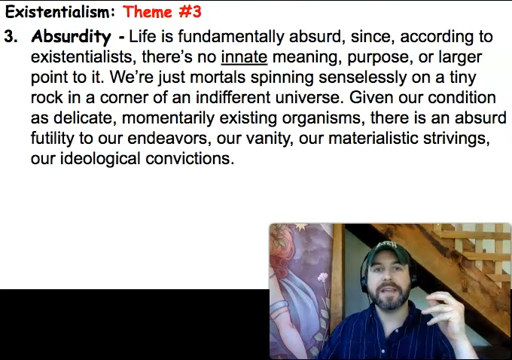 Existentialism: Theme #3
3. Absurdity - Life is fundamentally absurd, since, according to
existentialists, there's no innate meaning, purpose, or larger
point to it. We're just mortals spinning senselessly on a tiny
rock in a corner of an indifferent universe. Given our condition
as delicate, momentarily existing organisms, there is an absurd
futility to our endeavors, our vanity, our materialistic strivings,
our ideological convictions.